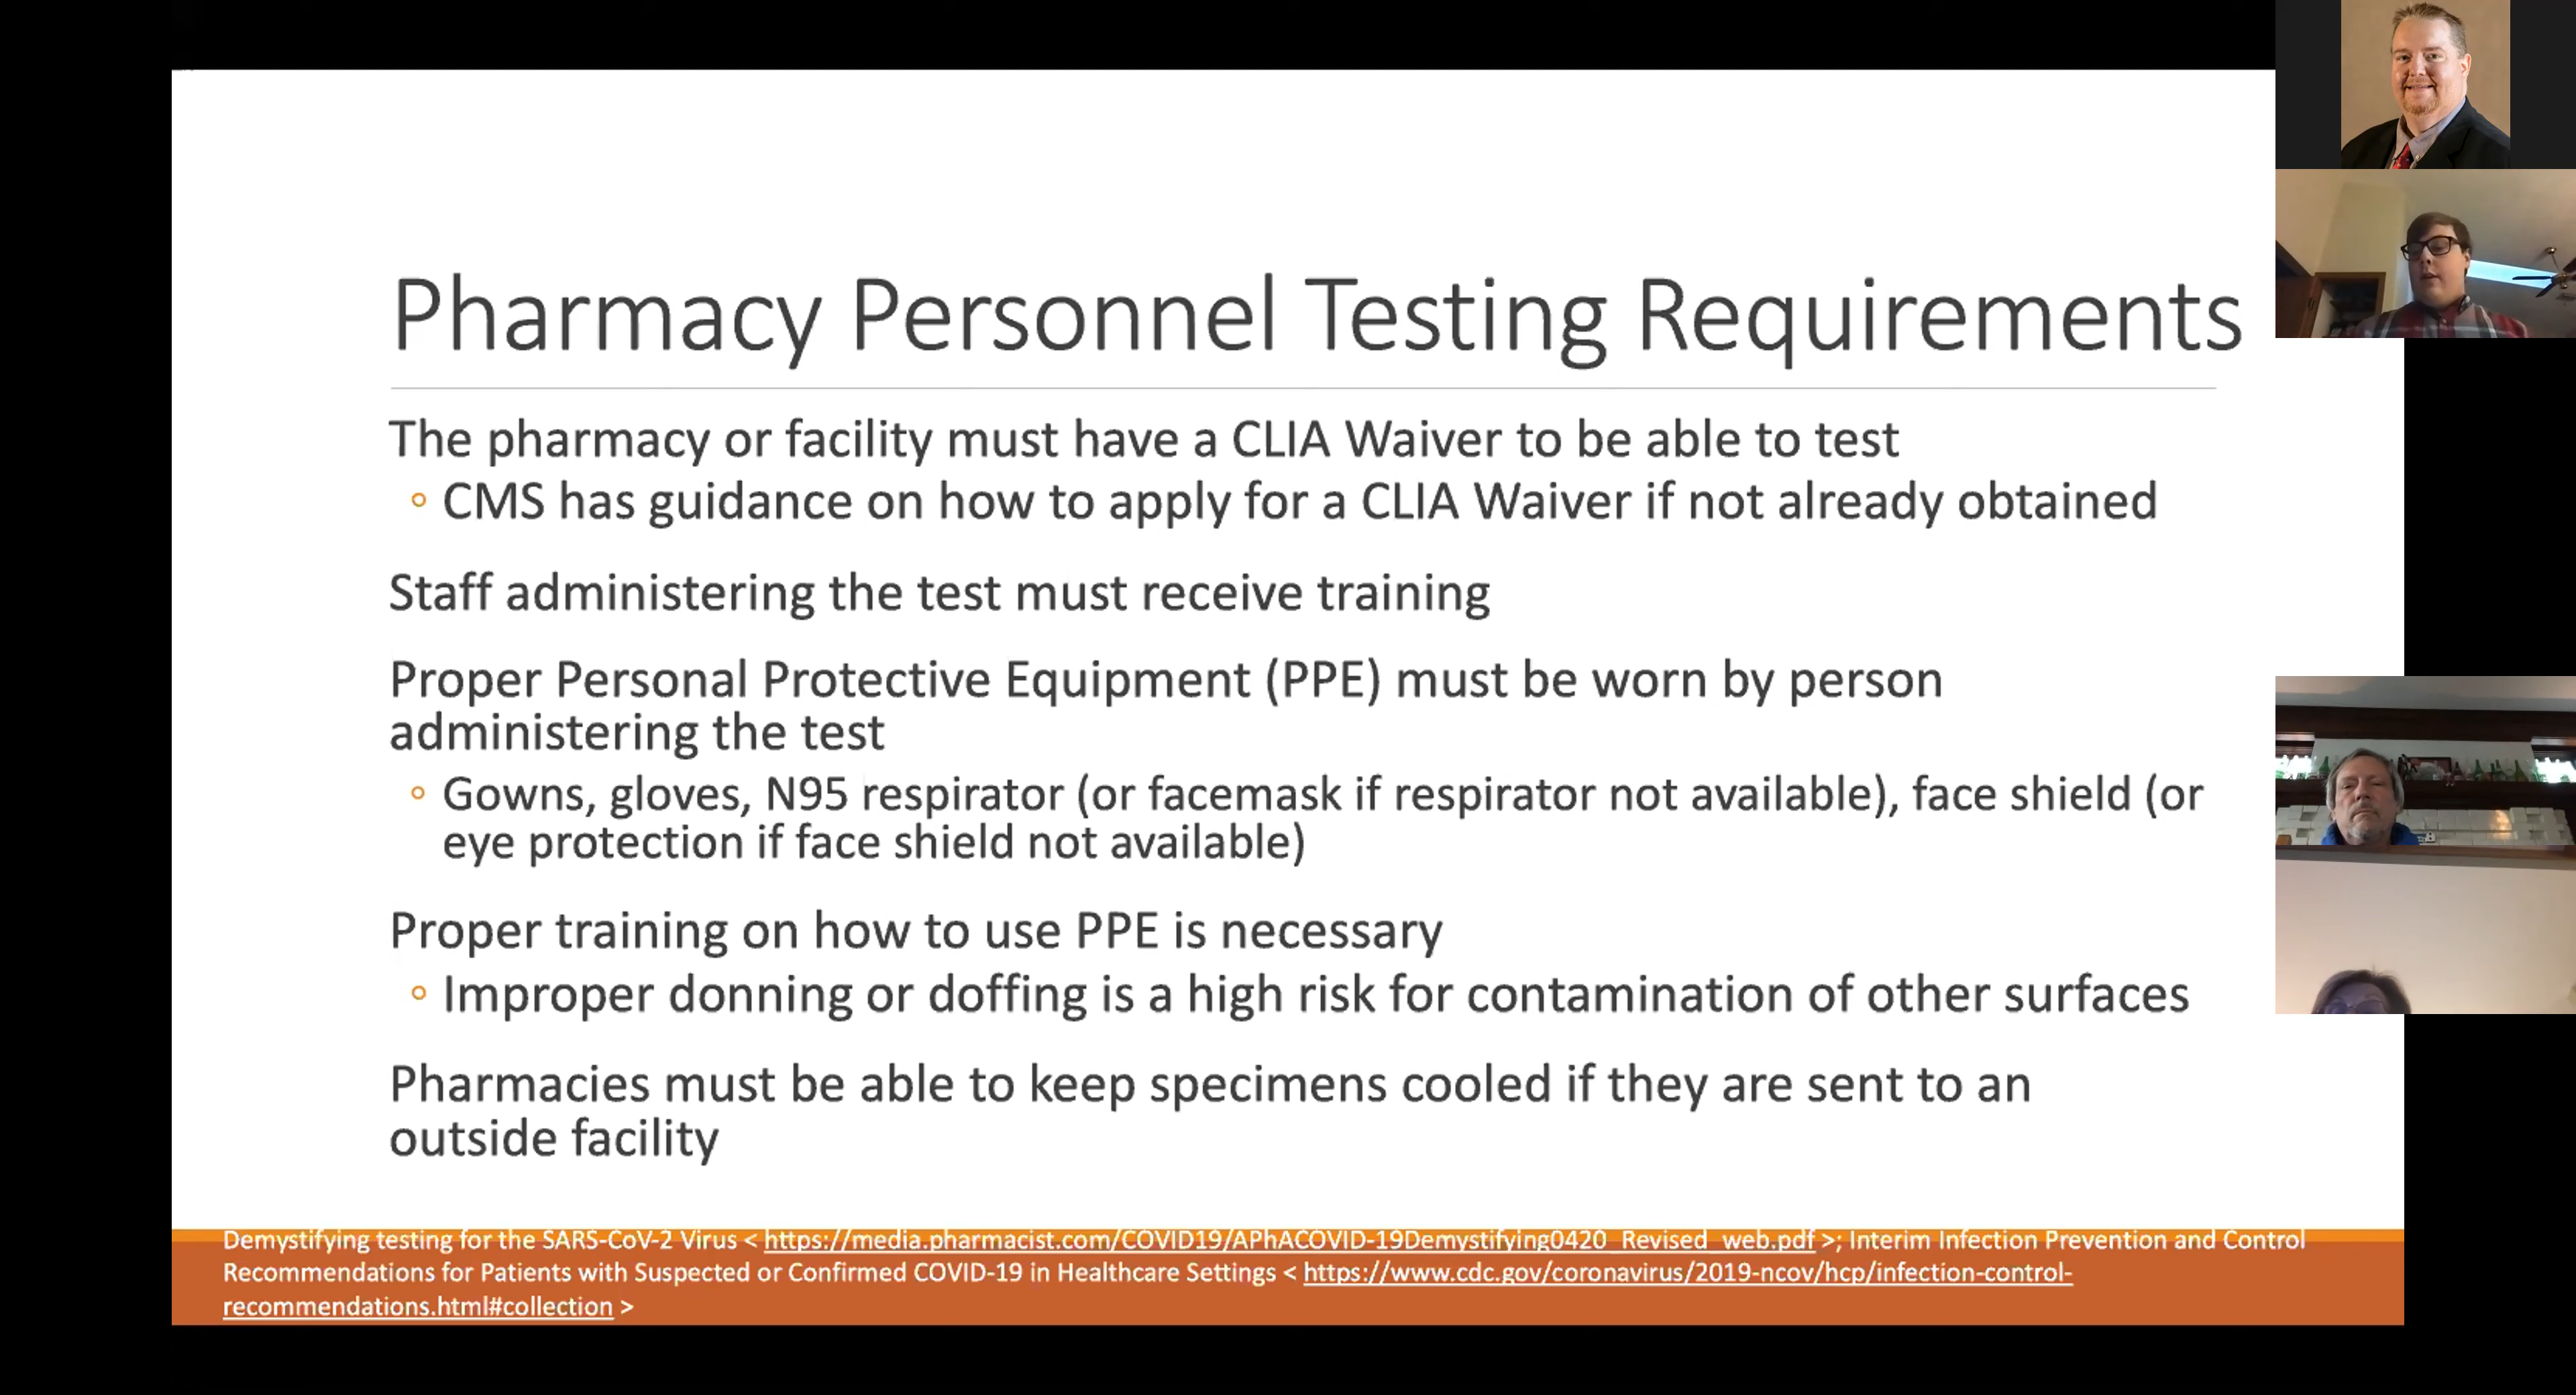 Pharmacy Personnel Testing Requirements
The pharmacy or facility must have a CLIA Waiver to be able to test
◦ CMS has guidance on how to apply for a CLIA Waiver if not already obtained
Staff administering the test must receive training
Proper Personal Protective Equipment (PPE) must be worn by person
administering the test
◦ Gowns, gloves, N95 respirator (or facemask if respirator not available), face shield (or
eye protection if face shield not available)
Proper training on how to use PPE is necessary
◦ Improper donning or doffing is a high risk for contamination of other surfaces
Pharmacies must be able to keep specimens cooled if they are sent to an
outside facility
Demystifying testing for the SARS-CoV-2 Virus < https://media.pharmacist.com/COVID19/APhACOVID-19Demystifying0420_Revised_web.pdf >; Interim Infection Prevention and Control
Recommendations for Patients with Suspected or Confirmed COVID-19 in Healthcare Settings < https://www.cdc.gov/coronavirus/2019-ncov/hcp/infection-control-
recommendations.html#collection >